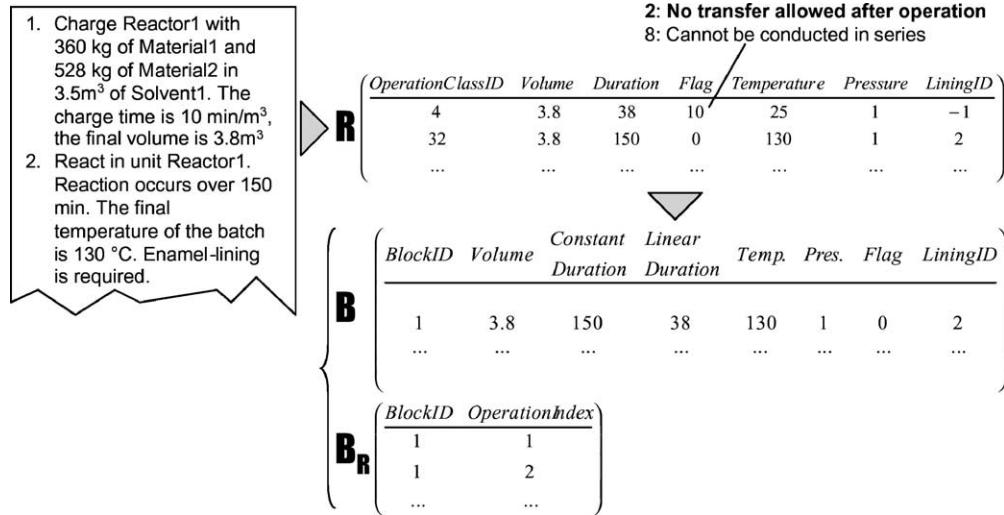 1. Charge Reactor1 with
360 kg of Material1 and
528 kg of Material2 in
3.5m³ of Solvent1. The
charge time is 10 min/m³,
the final volume is 3.8m³
2. React in unit Reactor1.
Reaction occurs over 150
min. The final
temperature of the batch
is 130 °C. Enamel-lining
is required.
2: No transfer allowed after operation
8: Cannot be conducted in series
R
OperationClassID Volume Duration Flag Temperature Pressure LiningID
4 3.8 38 10 25 1 −1
32 3.8 150 0 130 1 2
... ... ... ... ... ... ...
B
BlockID Volume Constant Duration Linear Duration Temp. Pres. Flag LiningID
1 3.8 150 38 130 1 0 2
... ... ... ... ... ... ... ...
BR
BlockID OperationIndex
1 1
1 2
... ...